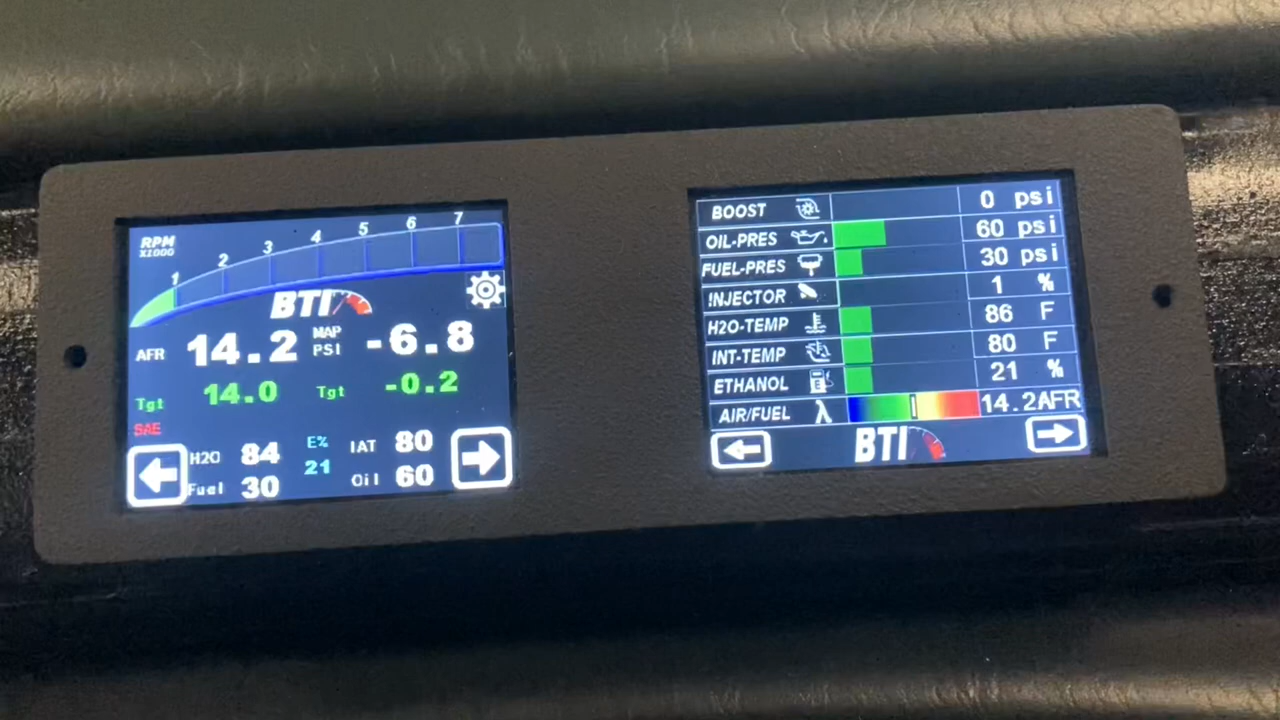 RPM
X1000
1 2 3 4 5 6 7
BTI
AFR 14.2 MAP PSI -6.8
Tgt 14.0 Tgt -0.2
SAE
H2O 84 E% IAT 80
Fuel 30 21 Oil 60
BOOST 0 psi
OIL-PRES 60 psi
FUEL-PRES 30 psi
INJECTOR 1 %
H2O-TEMP 86 F
INT-TEMP 80 F
ETHANOL E 21 %
AIR/FUEL λ 14.2AFR
BTI